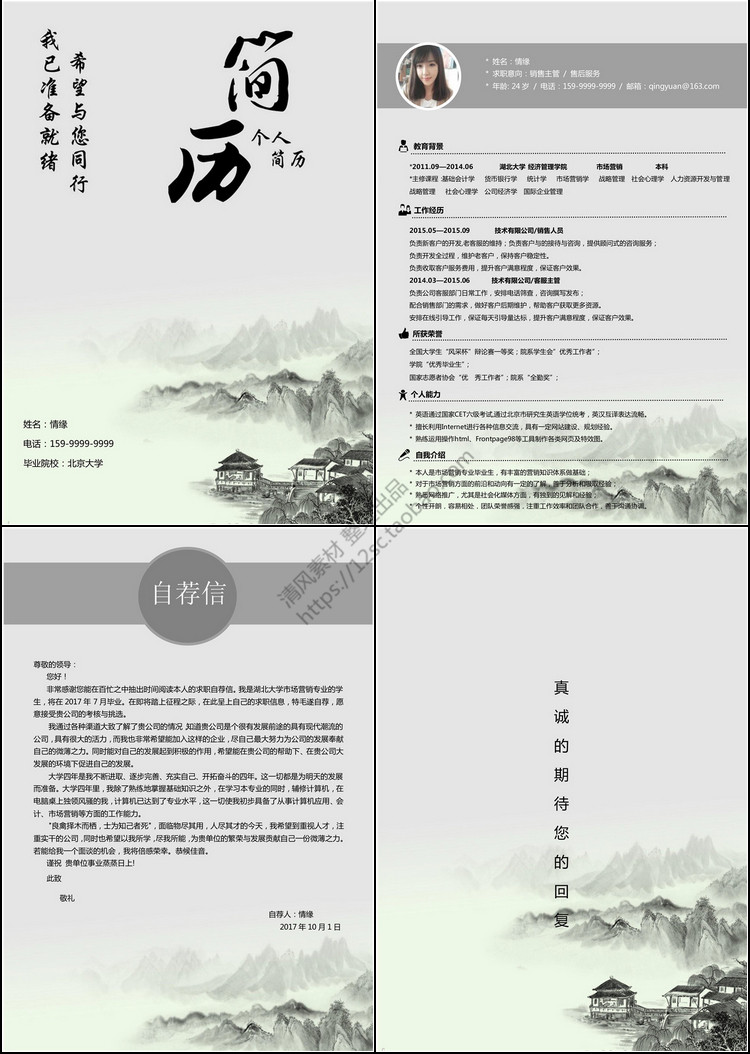 我已准备就绪
希望与您同行
简历
个人
简历
姓名：情缘
电话：159-9999-9999
毕业院校：北京大学
* 姓名：情缘
* 求职意向：销售主管 / 售后服务
* 年龄: 24 岁 / 电话：159-9999-9999 / 邮箱：qingyuan@163.com
教育背景
*2011.09—2014.06 湖北大学 经济管理学院 市场营销 本科
*主修课程 :基础会计学 货币银行学 统计学 市场营销学 战略管理 社会心理学 人力资源开发与管理
战略管理 社会心理学 公司经济学 国际企业管理
工作经历
2015.05—2015.09 技术有限公司/销售人员
负责新客户的开发,老客服的维持；负责客户与的接待与咨询，提供顾问式的咨询服务；
负责开发全过程，维护老客户，保持客户稳定性。
负责收取客户服务费用，提升客户满意程度，保证客户效果。
2014.03—2015.06 技术有限公司/客服主管
负责公司客服部门日常工作，安排电话筛查，咨询撰写发布；
配合销售部门的需求，做好客户后期维护，帮助客户获取更多资源。
安排在线引导工作，保证每天引导量达标，提升客户满意程度，保证客户效果。
所获荣誉
全国大学生“风采杯”辩论赛一等奖；院系学生会“优秀工作者”；
学院“优秀毕业生”；
国家志愿者协会“优 秀工作者”；院系“全勤奖”；
个人能力
* 英语通过国家CET六级考试,通过北京市研究生英语学位统考，英汉互译表达流畅。
* 擅长利用Internet进行各种信息交流，具有一定网站建设、规划经验。
* 熟练运用操作html、Frontpage98等工具制作各类网页及特效图。
自我介绍
* 本人是市场营销专业毕业生，有丰富的营销知识体系做基础；
* 对于市场营销方面的前沿和动向有一定的了解，善于分析和吸取经验；
* 熟悉网络推广，尤其是社会化媒体方面，有独到的见解和经验；
* 个性开朗，容易相处，团队荣誉感强，注重工作效率和团队合作，善于沟通协调。
清风素材 整理出品
https://12sc.taobao.com
自荐信
尊敬的领导：
您好！
非常感谢您能在百忙之中抽出时间阅读本人的求职自荐信。我是湖北大学市场营销专业的学
生，将在 2017 年 7 月毕业。在即将踏上征程之际，在此呈上自己的求职信息，特毛遂自荐，愿
意接受贵公司的考核与挑选。
我通过各种渠道大致了解了贵公司的情况,知道贵公司是个很有发展前途的具有现代潮流的
公司，具有很大的活力，而我也非常希望能加入这样的企业，尽自己最大努力为公司的发展奉献
自己的微薄之力。同时能对自己的发展起到积极的作用，希望能在贵公司的帮助下、在贵公司大
发展的环境下促进自己的发展。
大学四年是我不断进取、逐步完善、充实自己、开拓奋斗的四年。这一切都是为明天的发展
而准备。大学四年里，我除了熟练地掌握基础知识之外，在学习本专业的同时，辅修计算机，在
电脑桌上独领风骚的我，计算机已达到了专业水平，这一切使我初步具备了从事计算机应用、会
计、市场营销等方面的工作能力。
"良禽择木而栖，士为知己者死"，面临物尽其用，人尽其才的今天，我希望到重视人才，注
重实干的公司，同时也希望以我所学，尽我所能，为贵单位的繁荣与发展贡献自己一份微薄之力。
若能给我一个面谈的机会，我将倍感荣幸。恭候佳音。
谨祝 贵单位事业蒸蒸日上!
此致
敬礼
自荐人：情缘
2017 年 10 月 1 日
真诚的期待您的回复